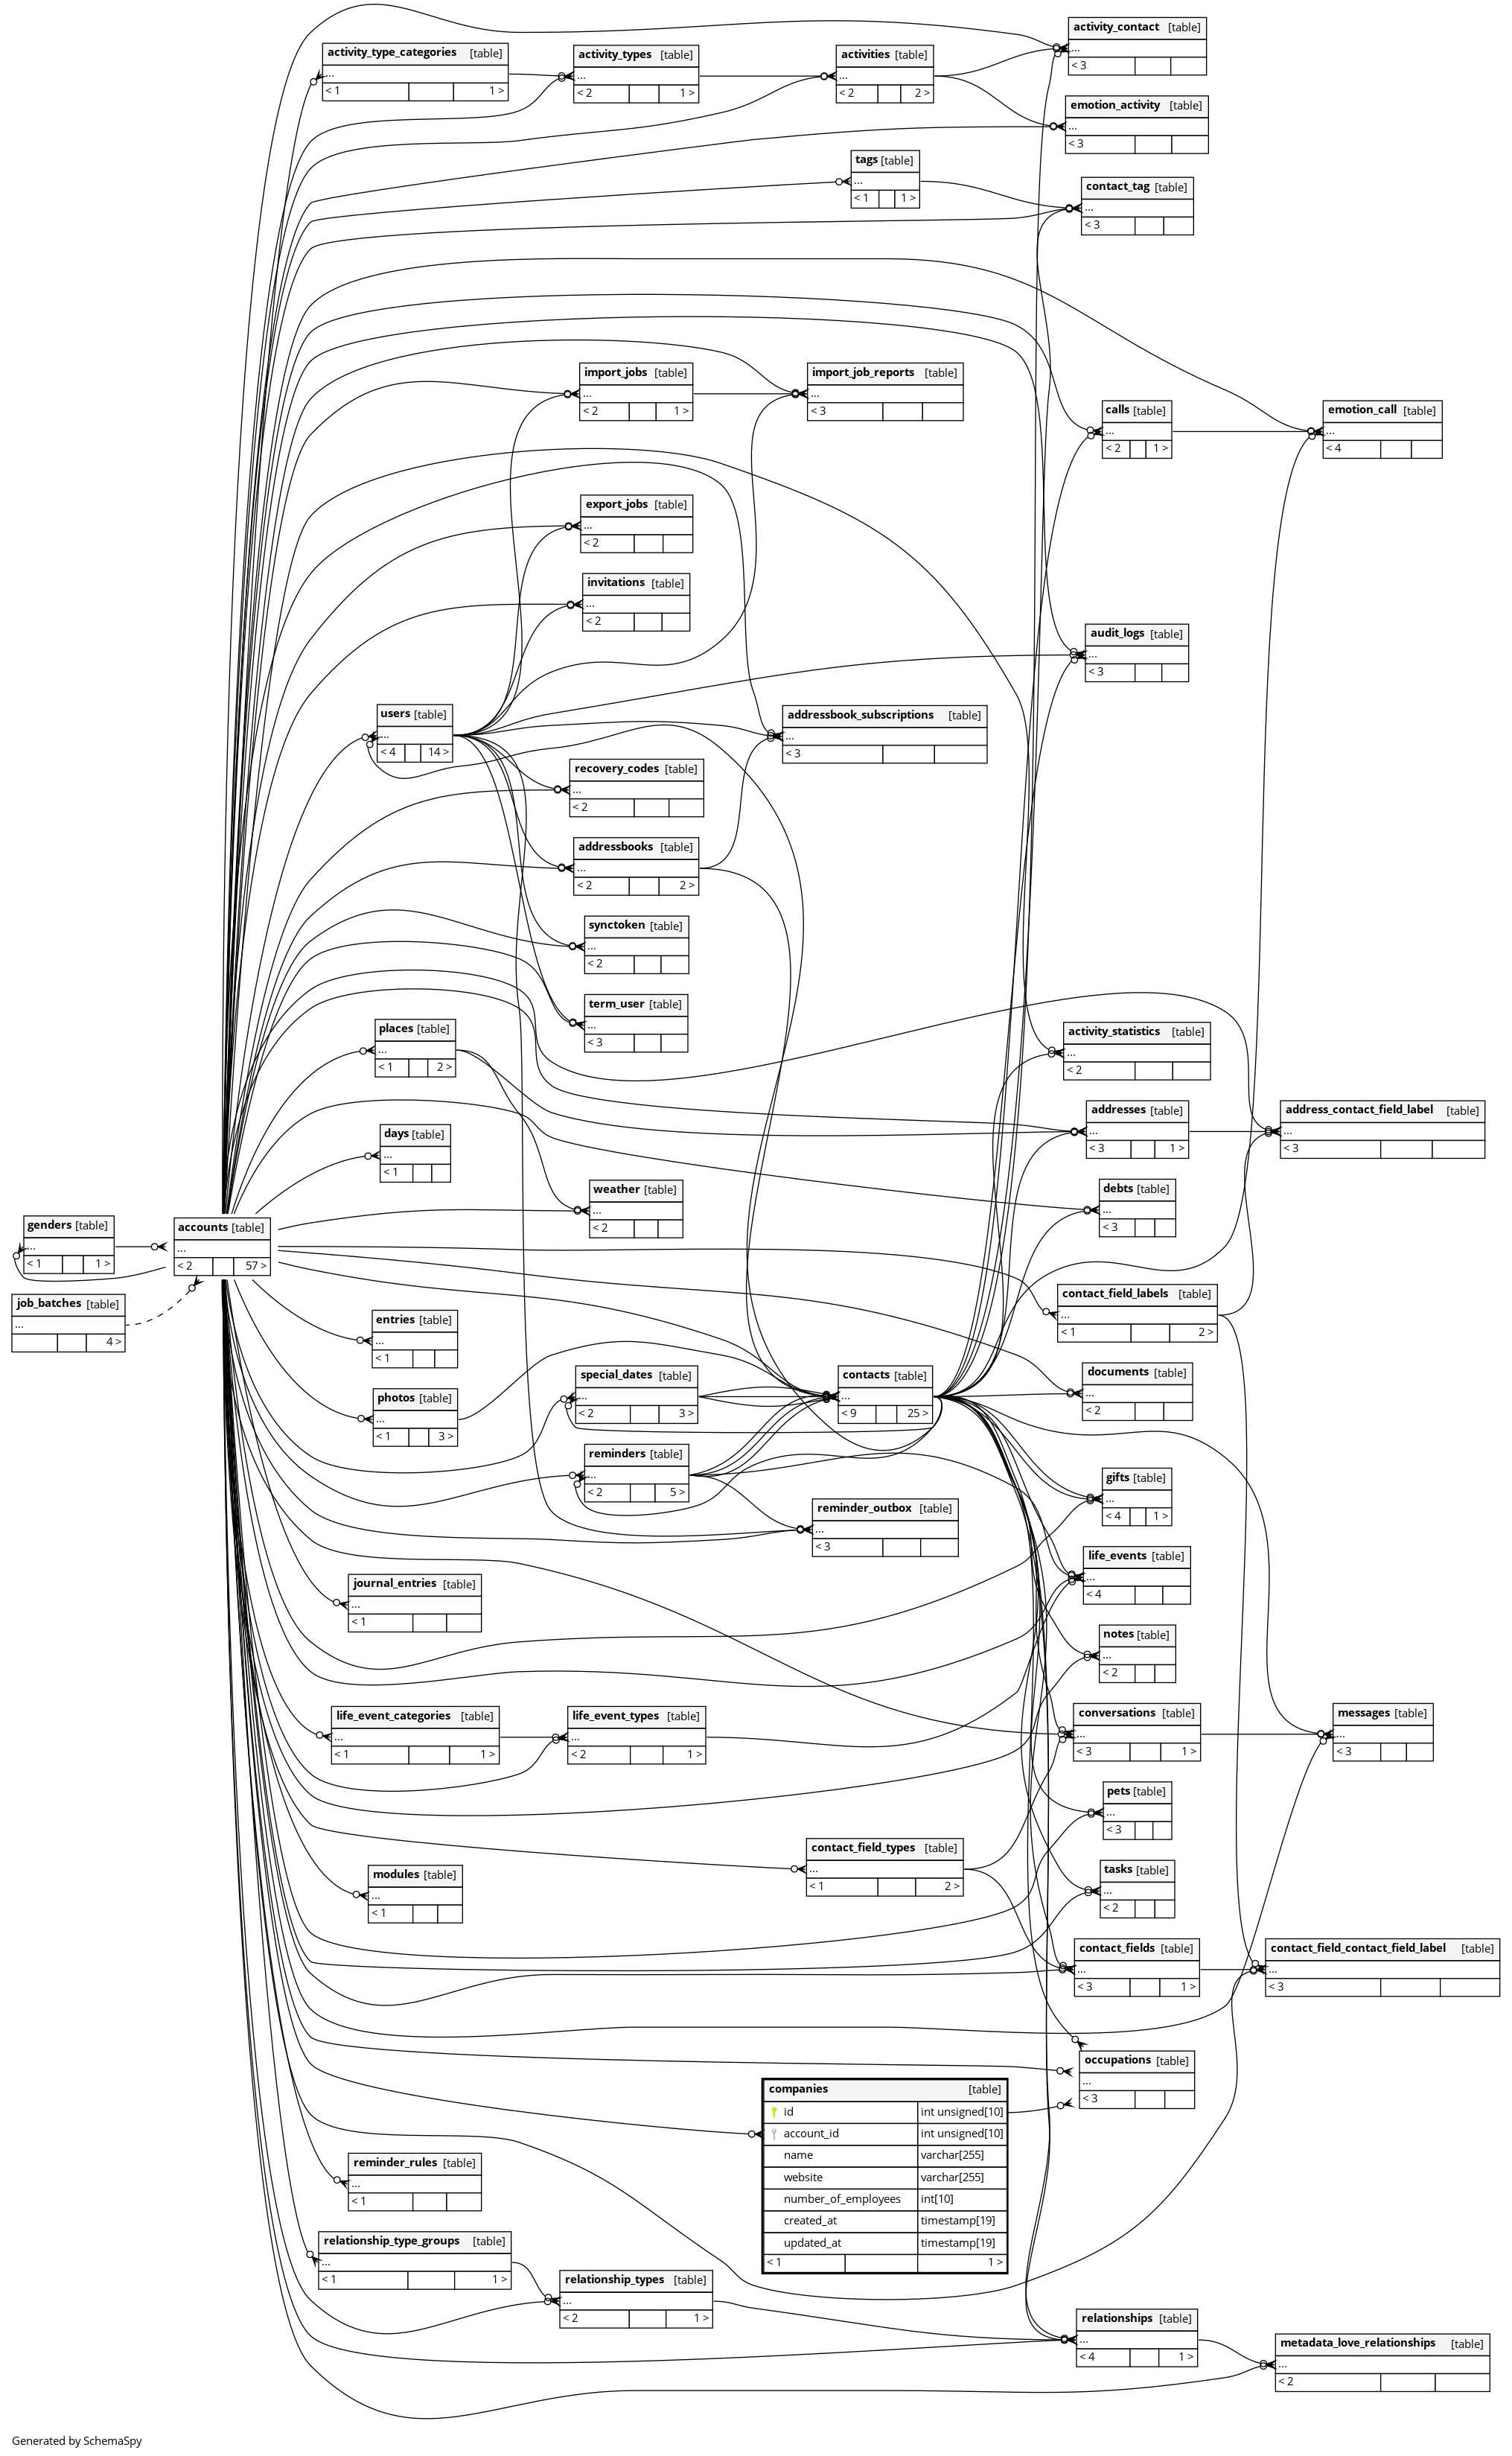 activity_contact [table]
...
< 3
activity_type_categories [table]
...
< 1 1 >
activity_types [table]
...
< 2 1 >
activities [table]
...
< 2 2 >
emotion_activity [table]
...
< 3
tags [table]
...
< 1 1 >
contact_tag [table]
...
< 3
import_jobs [table]
...
< 2 1 >
import_job_reports [table]
...
< 3
calls [table]
...
< 2 1 >
emotion_call [table]
...
< 4
export_jobs [table]
...
< 2
invitations [table]
...
< 2
audit_logs [table]
...
< 3
users [table]
...
< 4 14 >
addressbook_subscriptions [table]
...
< 3
recovery_codes [table]
...
< 2
addressbooks [table]
...
< 2 2 >
synctoken [table]
...
< 2
term_user [table]
...
< 3
places [table]
...
< 1 2 >
activity_statistics [table]
...
< 2
addresses [table]
...
< 3 1 >
address_contact_field_label [table]
...
< 3
days [table]
...
< 1
weather [table]
...
< 2
debts [table]
...
< 3
genders [table]
...
< 1 1 >
accounts [table]
...
< 2 57 >
job_batches [table]
...
4 >
contact_field_labels [table]
...
< 1 2 >
entries [table]
...
< 1
special_dates [table]
...
< 2 3 >
contacts [table]
...
< 9 25 >
documents [table]
...
< 2
photos [table]
...
< 1 3 >
reminders [table]
...
< 2 5 >
gifts [table]
...
< 4 1 >
reminder_outbox [table]
...
< 3
life_events [table]
...
< 4
journal_entries [table]
...
< 1
notes [table]
...
< 2
life_event_categories [table]
...
< 1 1 >
life_event_types [table]
...
< 2 1 >
conversations [table]
...
< 3 1 >
messages [table]
...
< 3
pets [table]
...
< 3
contact_field_types [table]
...
< 1 2 >
modules [table]
...
< 1
tasks [table]
...
< 2
contact_fields [table]
...
< 3 1 >
contact_field_contact_field_label [table]
...
< 3
occupations [table]
...
< 3
companies [table]
id int unsigned[10]
account_id int unsigned[10]
name varchar[255]
website varchar[255]
number_of_employees int[10]
created_at timestamp[19]
updated_at timestamp[19]
< 1 1 >
reminder_rules [table]
...
< 1
relationship_type_groups [table]
...
< 1 1 >
relationship_types [table]
...
< 2 1 >
relationships [table]
...
< 4 1 >
metadata_love_relationships [table]
...
< 2
Generated by SchemaSpy